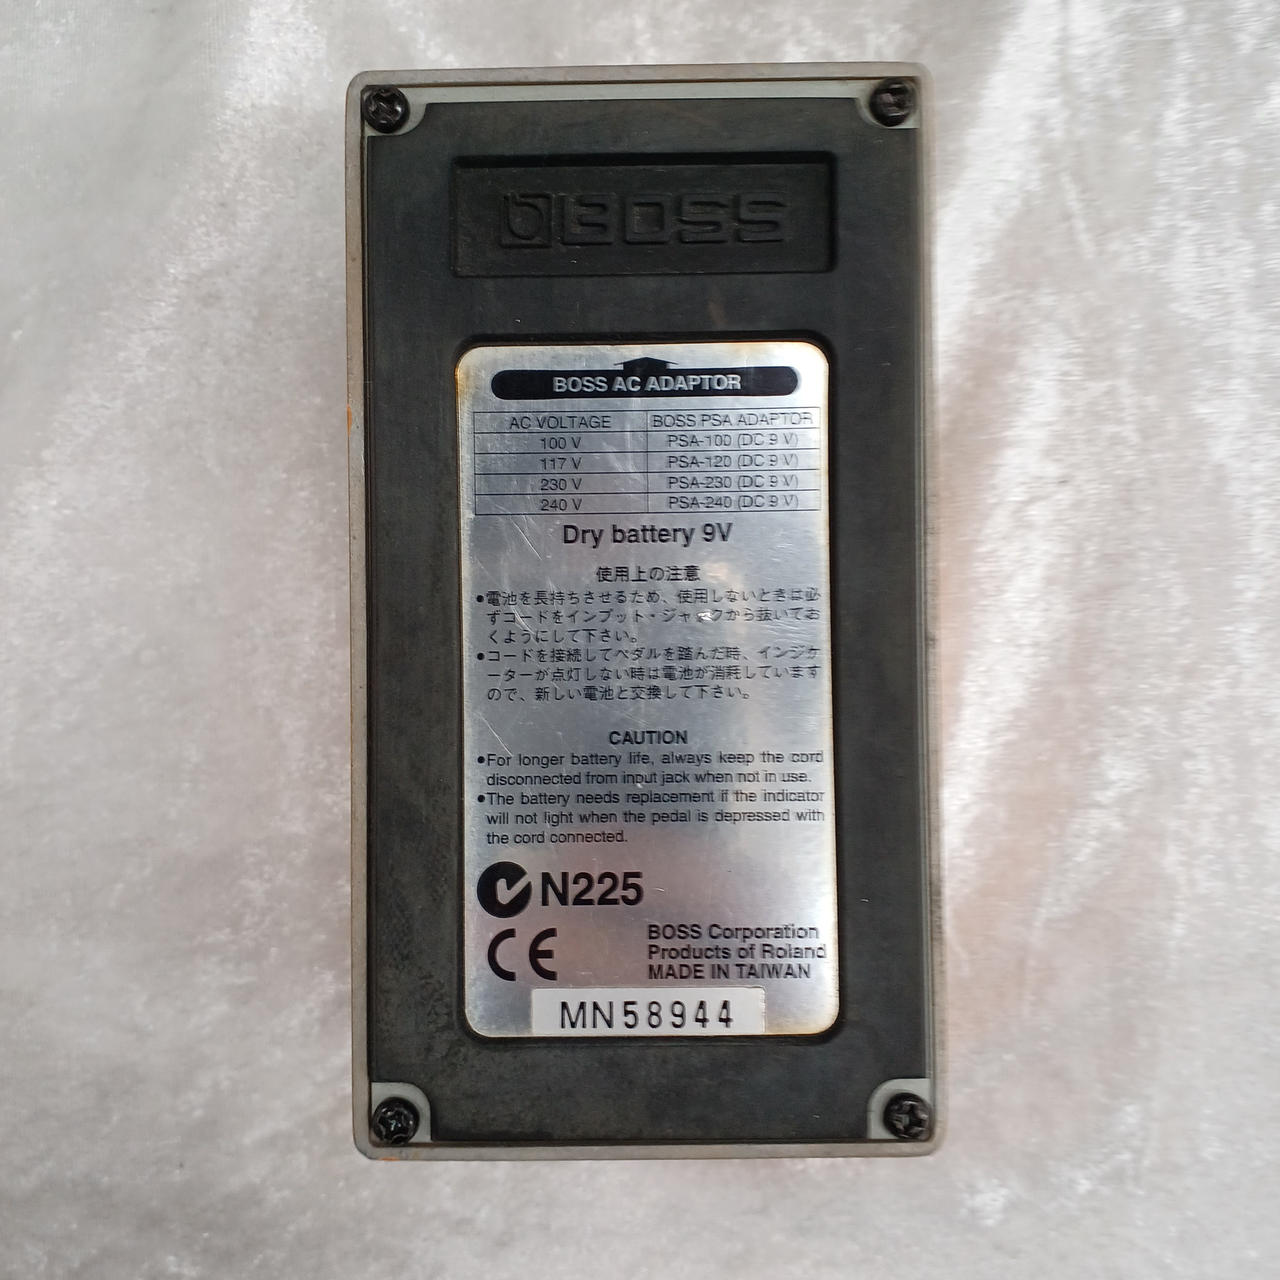 BOSS
BOSS AC ADAPTOR
AC VOLTAGE BOSS PSA ADAPTOR
100 V PSA-100 (DC 9 V)
117 V PSA-120 (DC 9 V)
230 V PSA-230 (DC 9 V)
240 V PSA-240 (DC 9 V)
Dry battery 9V
使用上の注意
●電池を長持ちさせるため、使用しないときは必
ずコードをインプット・ジャックから抜いてお
くようにして下さい。
●コードを接続してペダルを踏んだ時、インジケ
ーターが点灯しない時は電池が消耗しています
ので、新しい電池と交換して下さい。
CAUTION
●For longer battery life, always keep the cord
disconnected from input jack when not in use.
●The battery needs replacement if the indicator
will not light when the pedal is depressed with
the cord connected.
N225
CE
BOSS Corporation
Products of Roland
MADE IN TAIWAN
MN58944